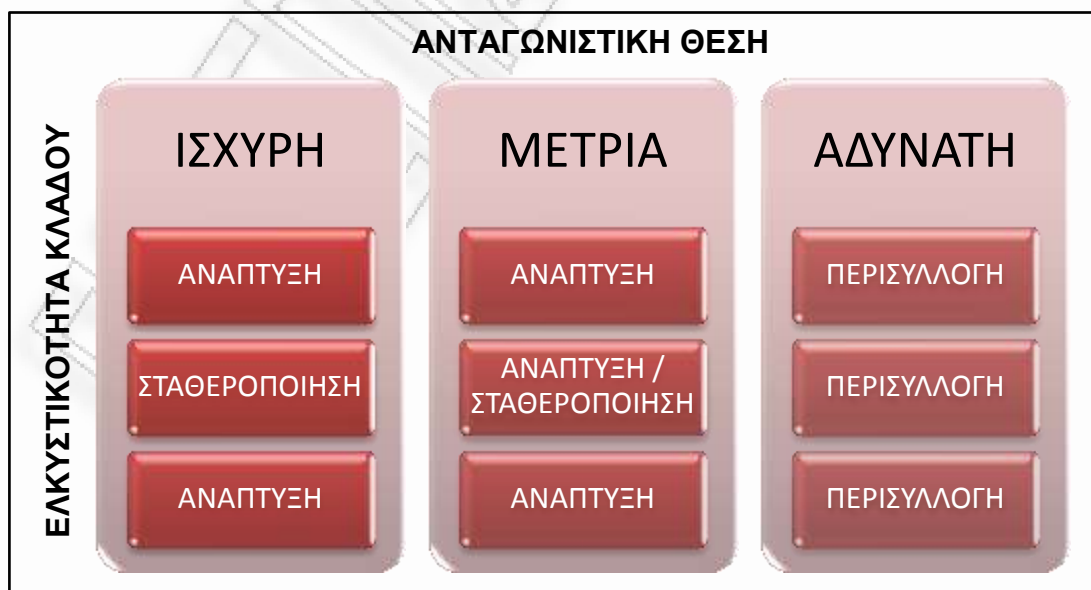 ΑΝΤΑΓΩΝΙΣΤΙΚΗ ΘΕΣΗ
ΕΛΚΥΣΤΙΚΟΤΗΤΑ ΚΛΑΔΟΥ
ΙΣΧΥΡΗ
ΑΝΑΠΤΥΞΗ
ΣΤΑΘΕΡΟΠΟΙΗΣΗ
ΑΝΑΠΤΥΞΗ
ΜΕΤΡΙΑ
ΑΝΑΠΤΥΞΗ
ΑΝΑΠΤΥΞΗ /
ΣΤΑΘΕΡΟΠΟΙΗΣΗ
ΑΝΑΠΤΥΞΗ
ΑΔΥΝΑΤΗ
ΠΕΡΙΣΥΛΛΟΓΗ
ΠΕΡΙΣΥΛΛΟΓΗ
ΠΕΡΙΣΥΛΛΟΓΗ